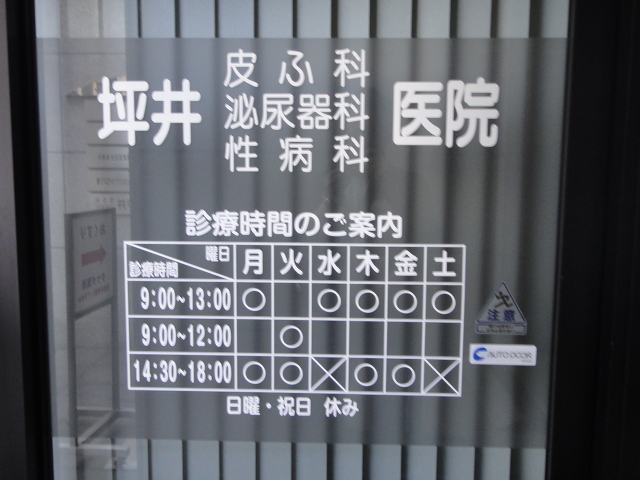 皮ふ科
坪井 泌尿器科 医院
性病科
診療時間のご案内
曜日 診療時間 月 火 水 木 金 土
9:00~13:00 ○ ○ ○ ○ ○
9:00~12:00 ○
14:30~18:00 ○ ○ × ○ ○ ×
日曜・祝日 休み
注意
AUTO DOOR